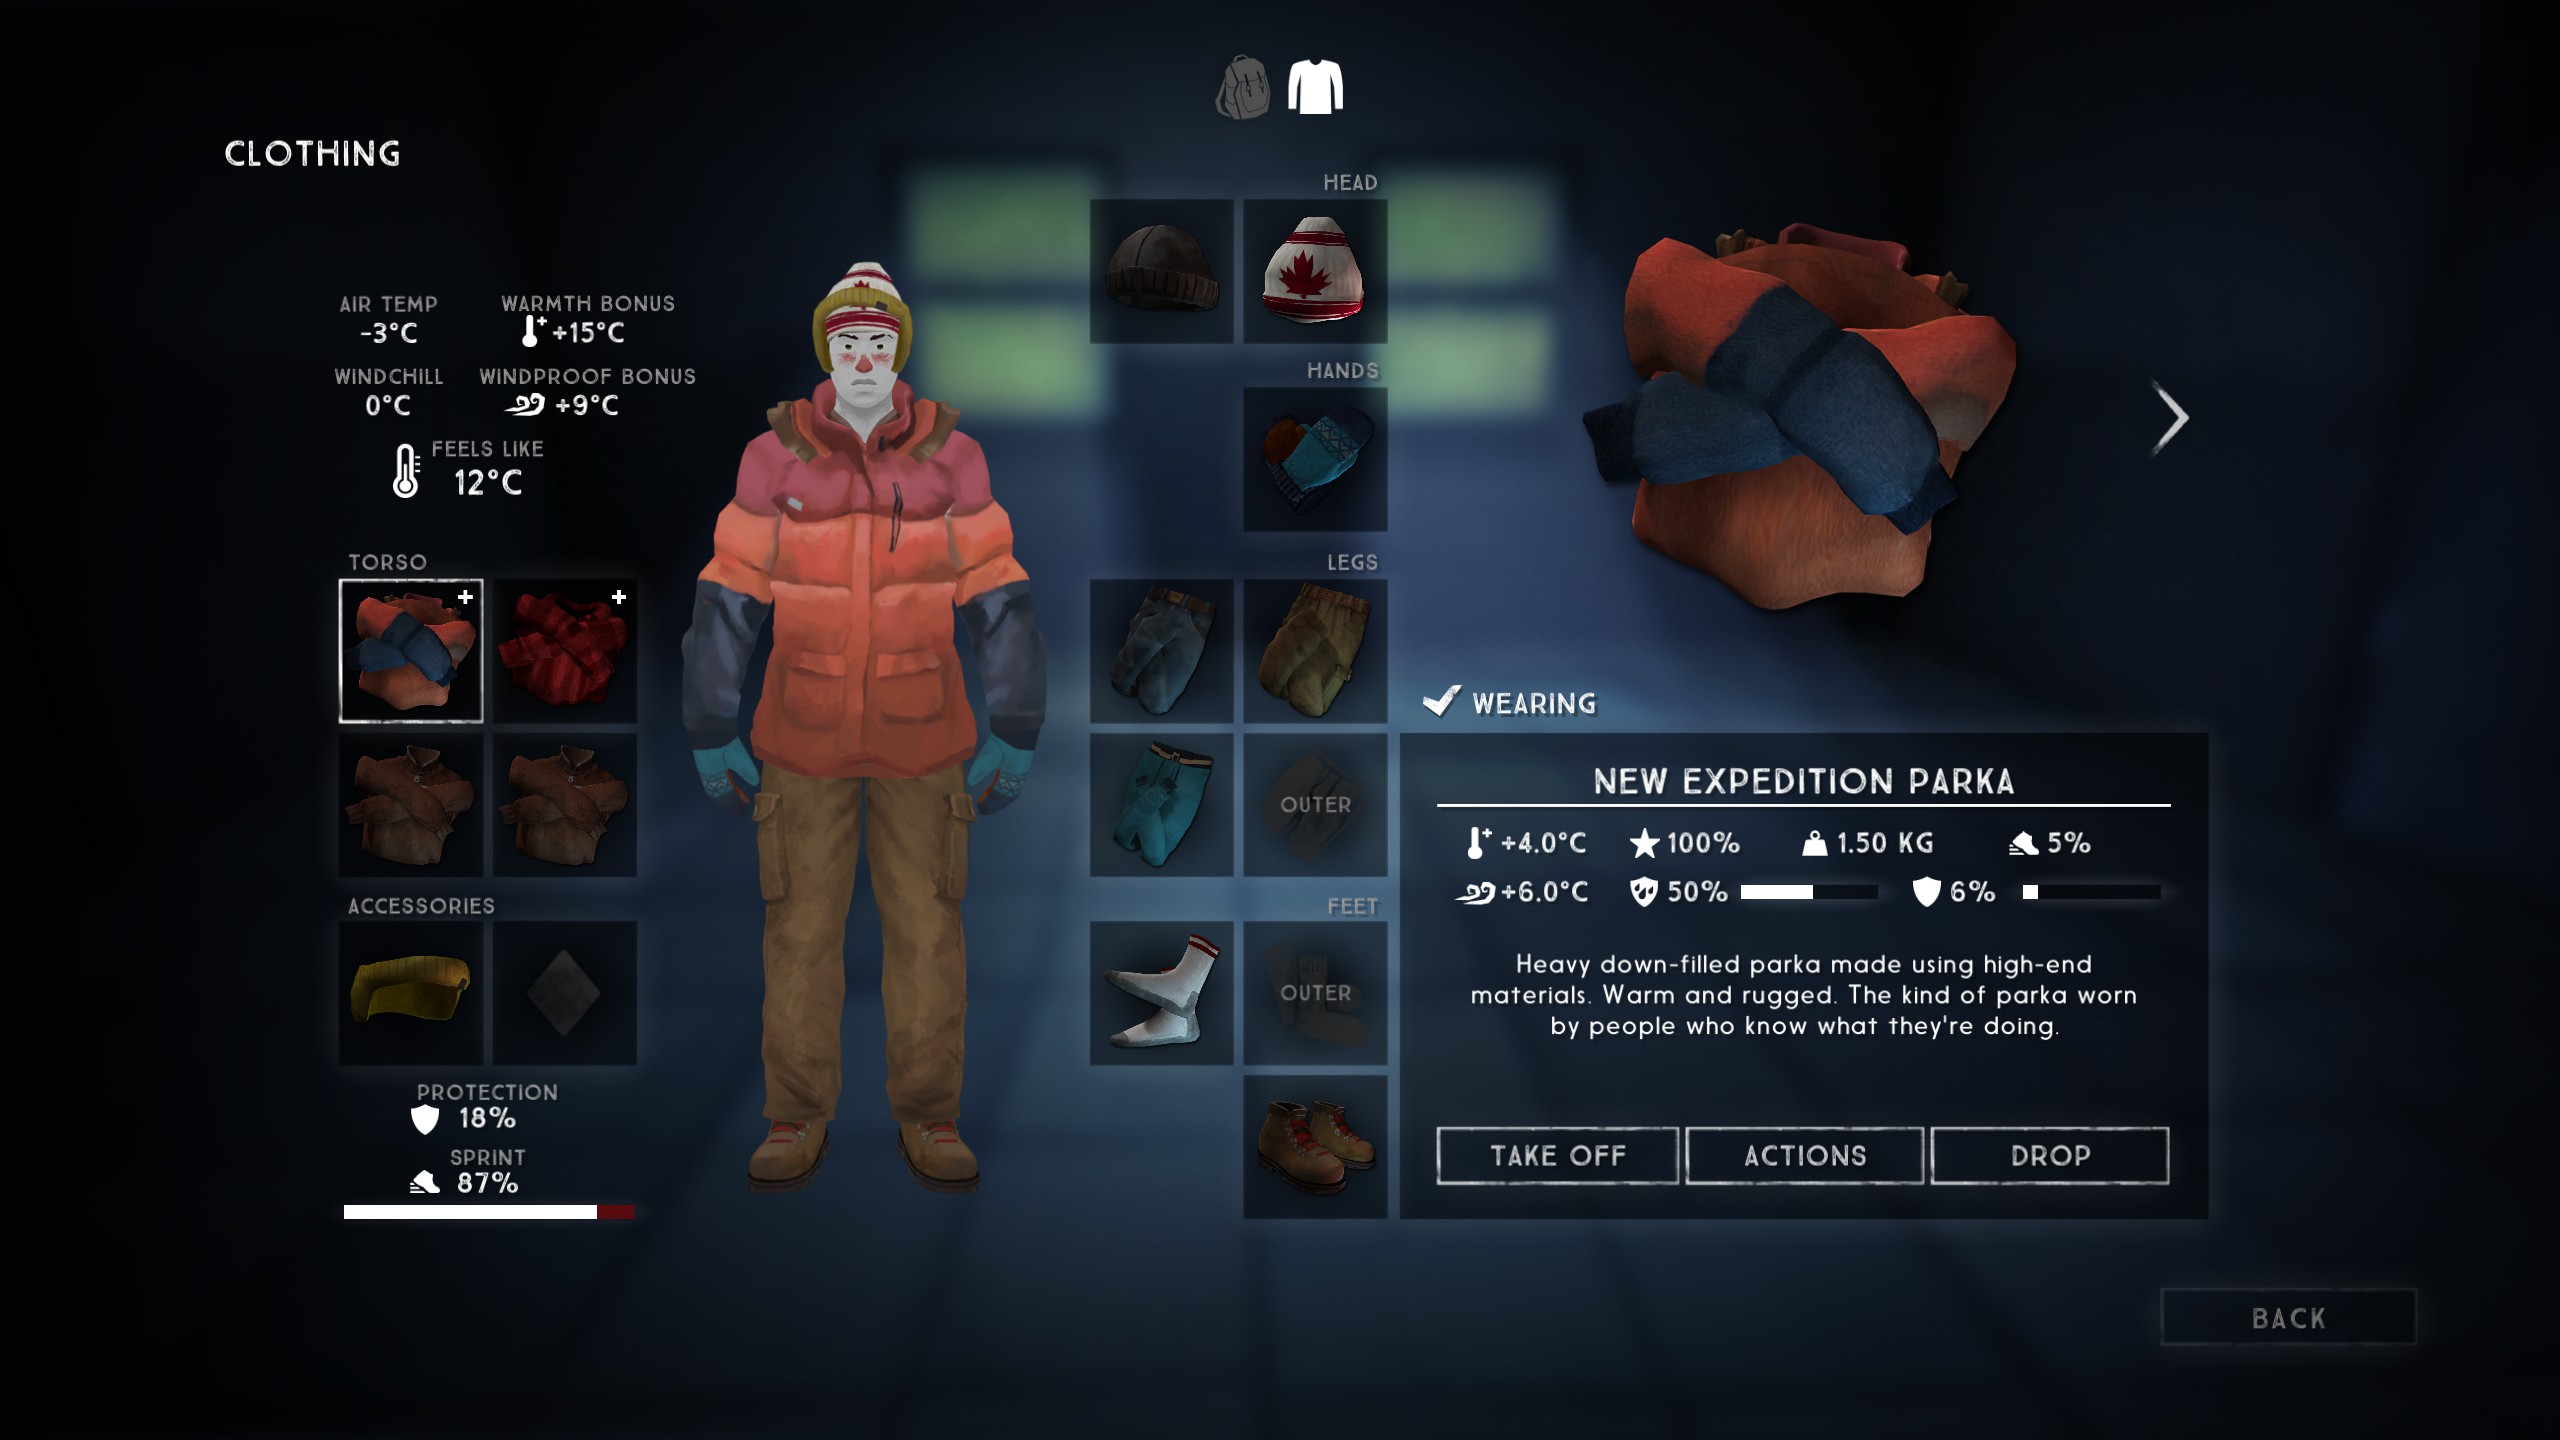 CLOTHING
AIR TEMP
-3°C
WARMTH BONUS
+15°C
WINDCHILL
0°C
WINDPROOF BONUS
+9°C
FEELS LIKE
12°C
TORSO
ACCESSORIES
PROTECTION
18%
SPRINT
87%
HEAD
HANDS
LEGS
OUTER
FEET
OUTER
WEARING
NEW EXPEDITION PARKA
+4.0°C 100% 1.50 KG 5%
+6.0°C 50% 6%
Heavy down-filled parka made using high-end
materials. Warm and rugged. The kind of parka worn
by people who know what they're doing.
TAKE OFF ACTIONS DROP
BACK